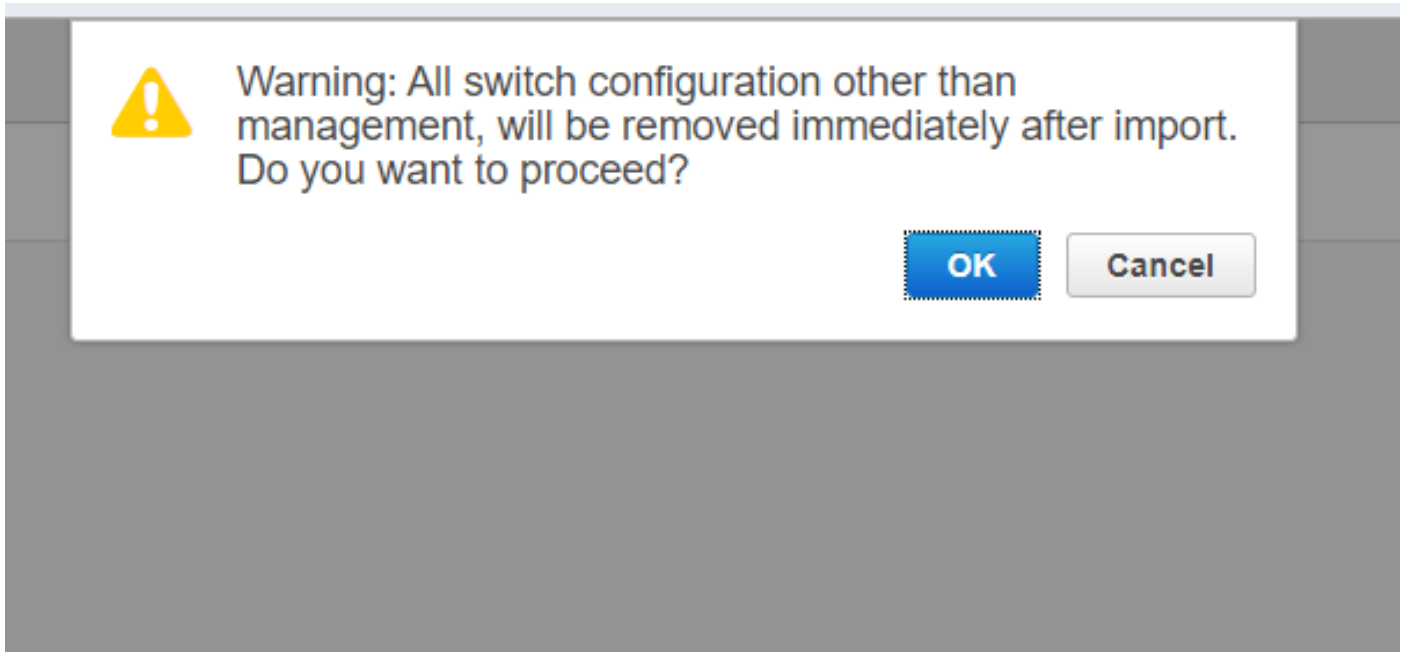 Warning: All switch configuration other than
management, will be removed immediately after import.
Do you want to proceed?
OK Cancel